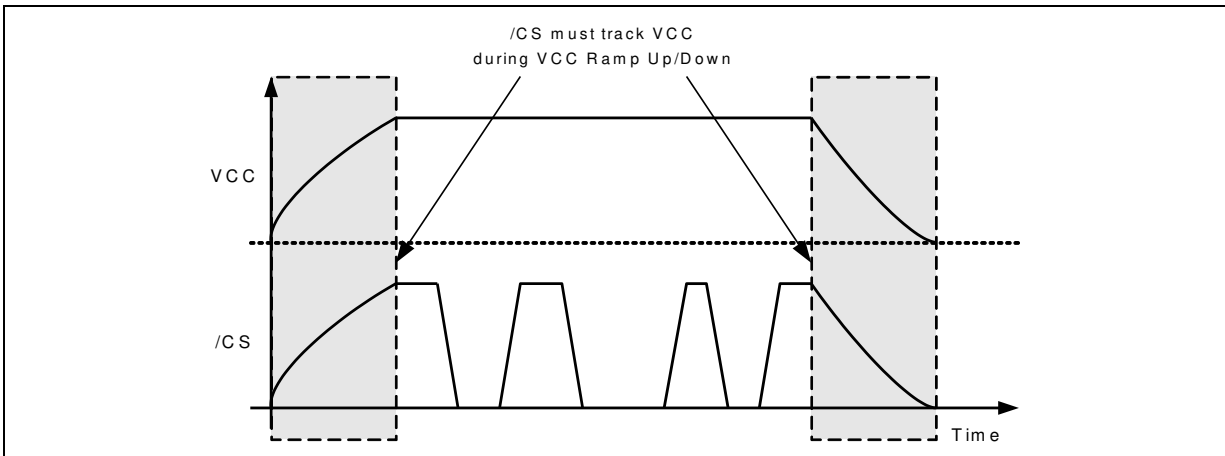 /CS must track VCC
during VCC Ramp Up/Down
VCC
/CS
Time